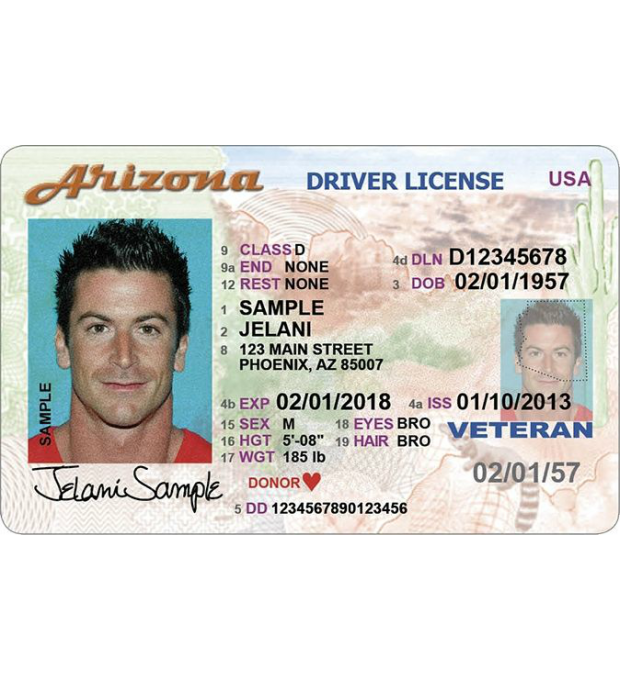 Arizona DRIVER LICENSE USA
9 CLASS D
9a END NONE 4d DLN D12345678
12 REST NONE 3 DOB 02/01/1957
1 SAMPLE
2 JELANI
8 123 MAIN STREET
PHOENIX, AZ 85007
4b EXP 02/01/2018 4a ISS 01/10/2013
15 SEX M 18 EYES BRO VETERAN
16 HGT 5'-08" 19 HAIR BRO
17 WGT 185 lb
SAMPLE
DONOR 02/01/57
Jelani Sample
5 DD 1234567890123456